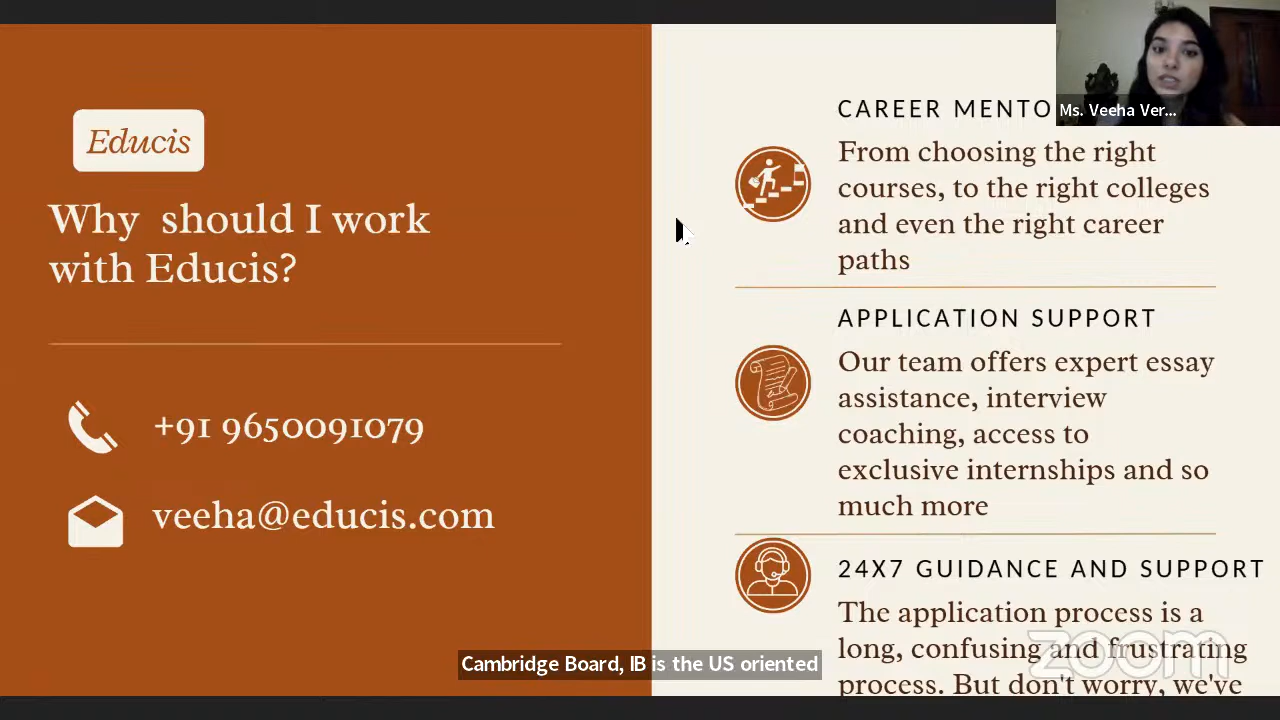 Educis
Why should I work
with Educis?
+91 9650091079
veeha@educis.com
CAREER MENTO
From choosing the right
courses, to the right colleges
and even the right career
paths
APPLICATION SUPPORT
Our team offers expert essay
assistance, interview
coaching, access to
exclusive internships and so
much more
24X7 GUIDANCE AND SUPPORT
The application process is a
long, confusing and frustrating
process. But don't worry, we've
Ms. Veeha Ver...
Cambridge Board, IB is the US oriented
zoom